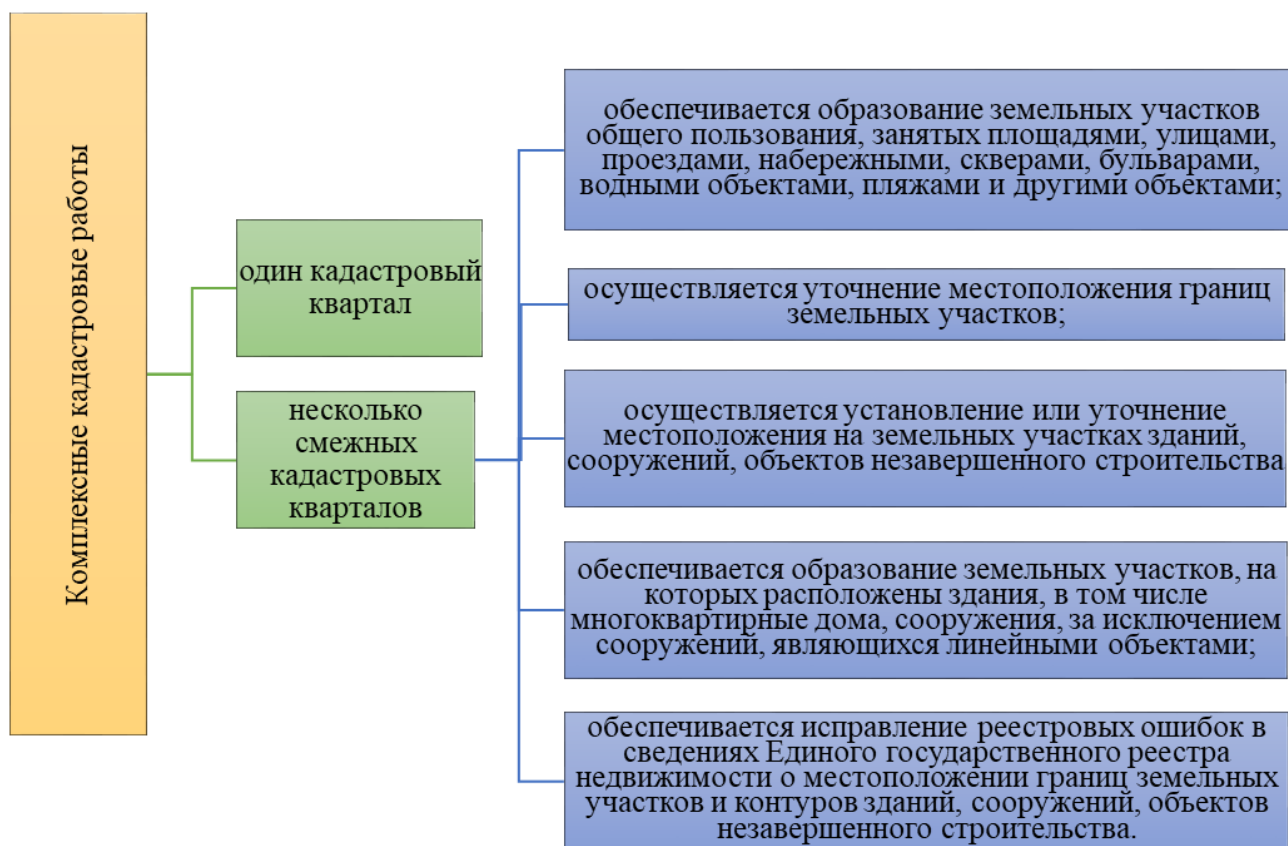 Комплексные кадастровые работы
один кадастровый
квартал
несколько
смежных
кадастровых
кварталов
обеспечивается образование земельных участков
общего пользования, занятых площадями, улицами,
проездами, набережными, скверами, бульварами,
водными объектами, пляжами и другими объектами;
осуществляется уточнение местоположения границ
земельных участков;
осуществляется установление или уточнение
местоположения на земельных участках зданий,
сооружений, объектов незавершенного строительства
обеспечивается образование земельных участков, на
которых расположены здания, в том числе
многоквартирные дома, сооружения, за исключением
сооружений, являющихся линейными объектами;
обеспечивается исправление реестровых ошибок в
сведениях Единого государственного реестра
недвижимости о местоположении границ земельных
участков и контуров зданий, сооружений, объектов
незавершенного строительства.